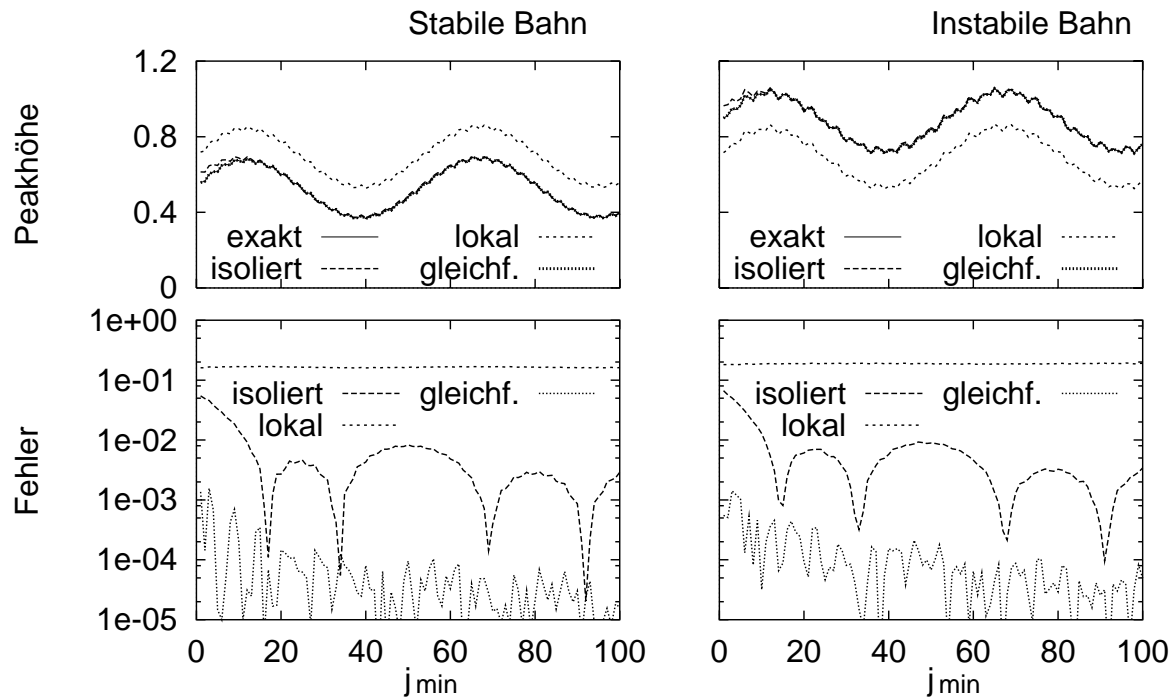 Stabile Bahn
Instabile Bahn
Peakhöhe
1.2
0.8
0.4
0
exakt
isoliert
lokal
gleichf.
exakt
isoliert
lokal
gleichf.
Fehler
1e+00
1e-01
1e-02
1e-03
1e-04
1e-05
isoliert
lokal
gleichf.
isoliert
lokal
gleichf.
0 20 40 60 80 100
j min
0 20 40 60 80 100
j min